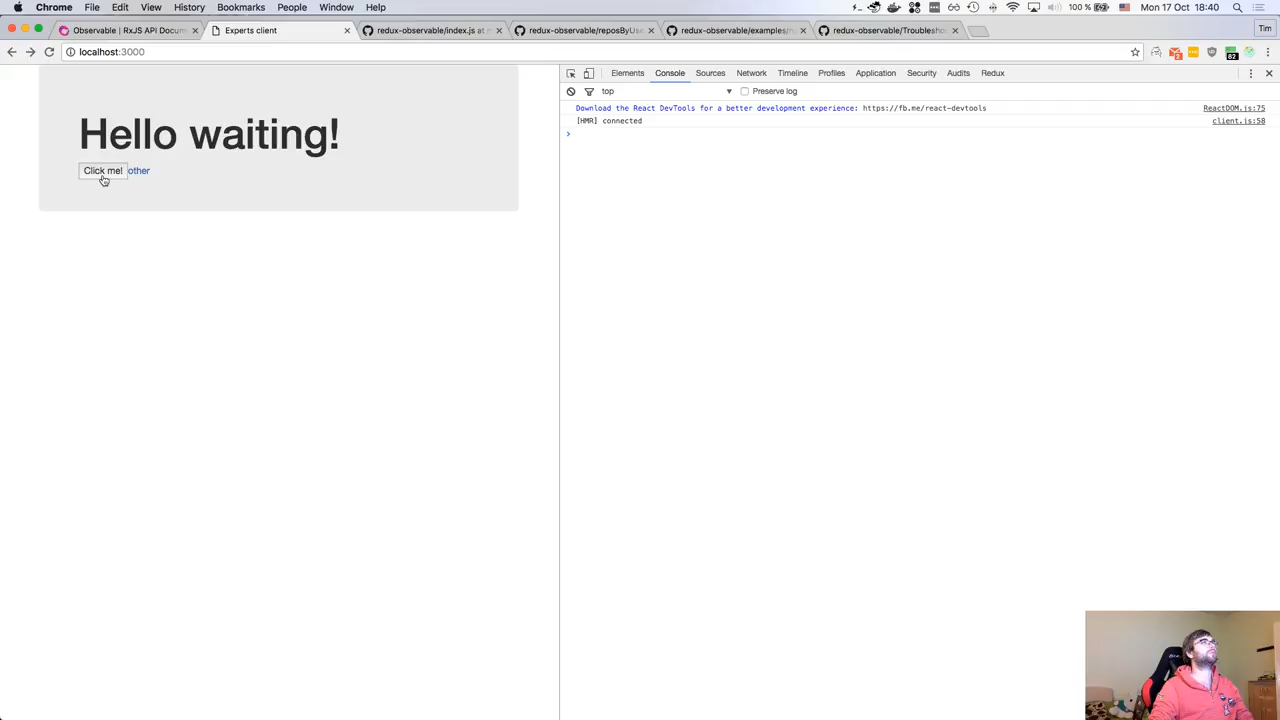 Chrome File Edit View History Bookmarks People Window Help 100 % Mon 17 Oct 18:40
Observable | RxJS API Docum Experts client redux-observable/index.js at redux-observable/reposByUse redux-observable/examples redux-observable/Troublesho Tim
localhost:3000
Elements Console Sources Network Timeline Profiles Application Security Audits Redux
top Preserve log
Download the React DevTools for a better development experience: https://fb.me/react-devtools ReactDOM.js:75
[HMR] connected client.js:58
Hello waiting!
Click me! other